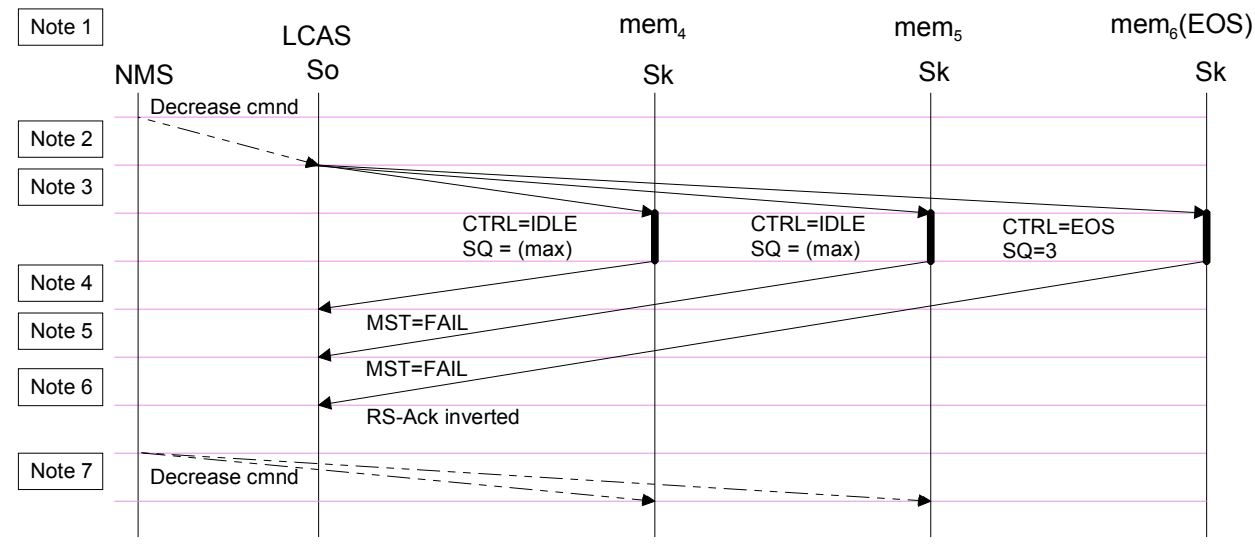 Note 1
LCAS
mem₄
mem₅
mem₆(EOS)
NMS
So
Sk
Sk
Sk
Decrease cmnd
Note 2
Note 3
CTRL=IDLE
SQ = (max)
CTRL=IDLE
SQ = (max)
CTRL=EOS
SQ=3
Note 4
MST=FAIL
Note 5
MST=FAIL
Note 6
RS-Ack inverted
Note 7
Decrease cmnd